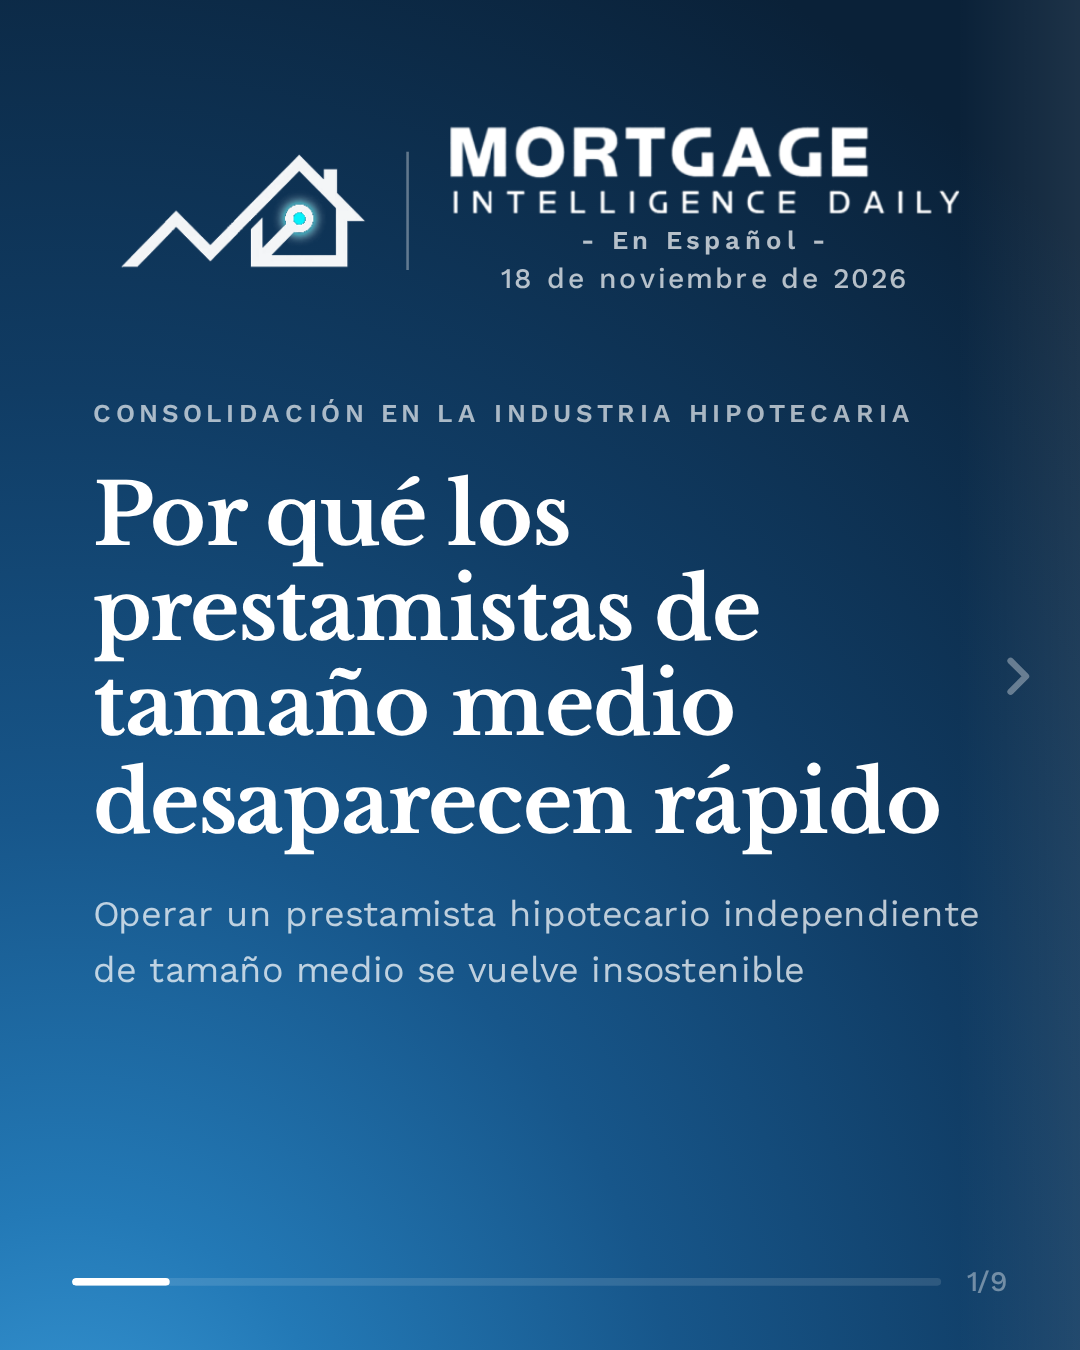 MORTGAGE
INTELLIGENCE DAILY
- En Español -
18 de noviembre de 2026
CONSOLIDACIÓN EN LA INDUSTRIA HIPOTECARIA
Por qué los
prestamistas de
tamaño medio
desaparecen rápido
Operar un prestamista hipotecario independiente
de tamaño medio se vuelve insostenible
1/9